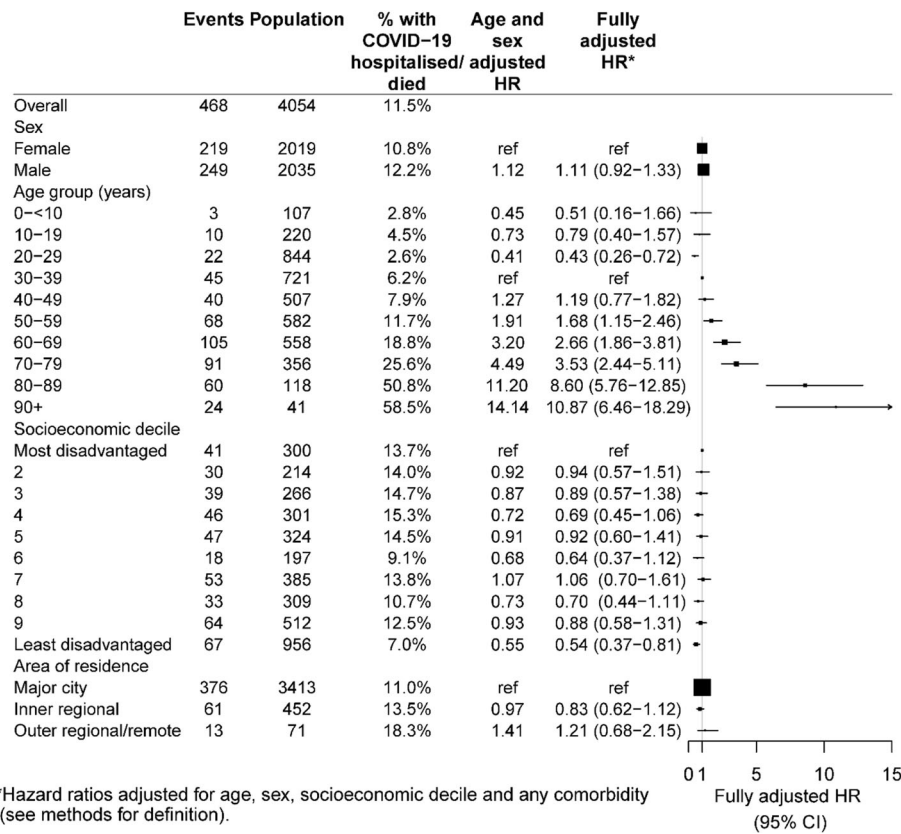 Events Population % with COVID−19 hospitalised/ died Age and sex adjusted HR Fully adjusted HR*
Overall 468 4054 11.5%
Sex
Female 219 2019 10.8% ref ref
Male 249 2035 12.2% 1.12 1.11 (0.92−1.33)
Age group (years)
0−<10 3 107 2.8% 0.45 0.51 (0.16−1.66)
10−19 10 220 4.5% 0.73 0.79 (0.40−1.57)
20−29 22 844 2.6% 0.41 0.43 (0.26−0.72)
30−39 45 721 6.2% ref ref
40−49 40 507 7.9% 1.27 1.19 (0.77−1.82)
50−59 68 582 11.7% 1.91 1.68 (1.15−2.46)
60−69 105 558 18.8% 3.20 2.66 (1.86−3.81)
70−79 91 356 25.6% 4.49 3.53 (2.44−5.11)
80−89 60 118 50.8% 11.20 8.60 (5.76−12.85)
90+ 24 41 58.5% 14.14 10.87 (6.46−18.29)
Socioeconomic decile
Most disadvantaged 41 300 13.7% ref ref
2 30 214 14.0% 0.92 0.94 (0.57−1.51)
3 39 266 14.7% 0.87 0.89 (0.57−1.38)
4 46 301 15.3% 0.72 0.69 (0.45−1.06)
5 47 324 14.5% 0.91 0.92 (0.60−1.41)
6 18 197 9.1% 0.68 0.64 (0.37−1.12)
7 53 385 13.8% 1.07 1.06 (0.70−1.61)
8 33 309 10.7% 0.73 0.70 (0.44−1.11)
9 64 512 12.5% 0.93 0.88 (0.58−1.31)
Least disadvantaged 67 956 7.0% 0.55 0.54 (0.37−0.81)
Area of residence
Major city 376 3413 11.0% ref ref
Inner regional 61 452 13.5% 0.97 0.83 (0.62−1.12)
Outer regional/remote 13 71 18.3% 1.41 1.21 (0.68−2.15)
0 1 5 10 15
Fully adjusted HR
(95% CI)
*Hazard ratios adjusted for age, sex, socioeconomic decile and any comorbidity
(see methods for definition).